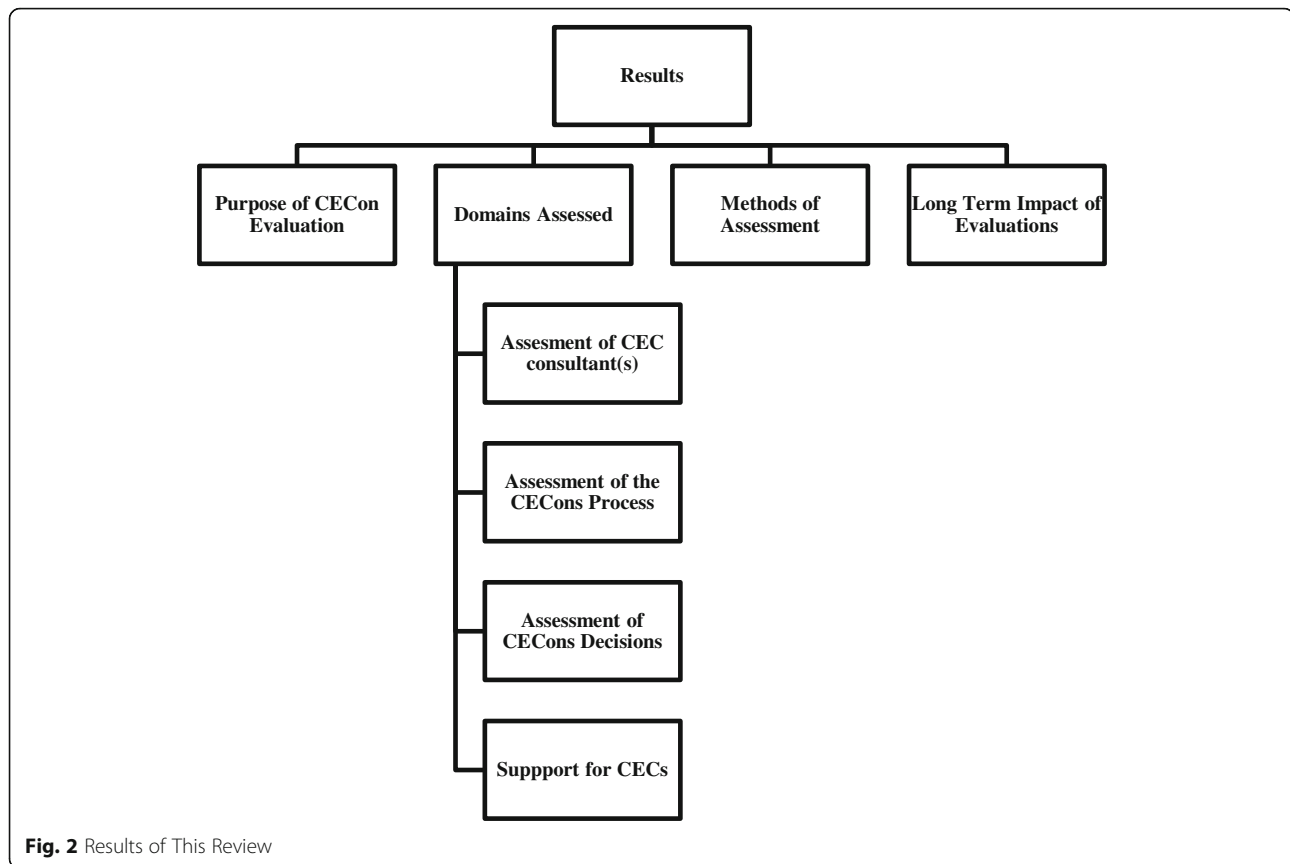 Results
Purpose of CECon
Evaluation
Domains Assessed
Methods of
Assessment
Long Term Impact of
Evaluations
Assesment of CEC
consultant(s)
Assessment of the
CECons Process
Assessment of
CECons Decisions
Suppport for CECs
Fig. 2 Results of This Review